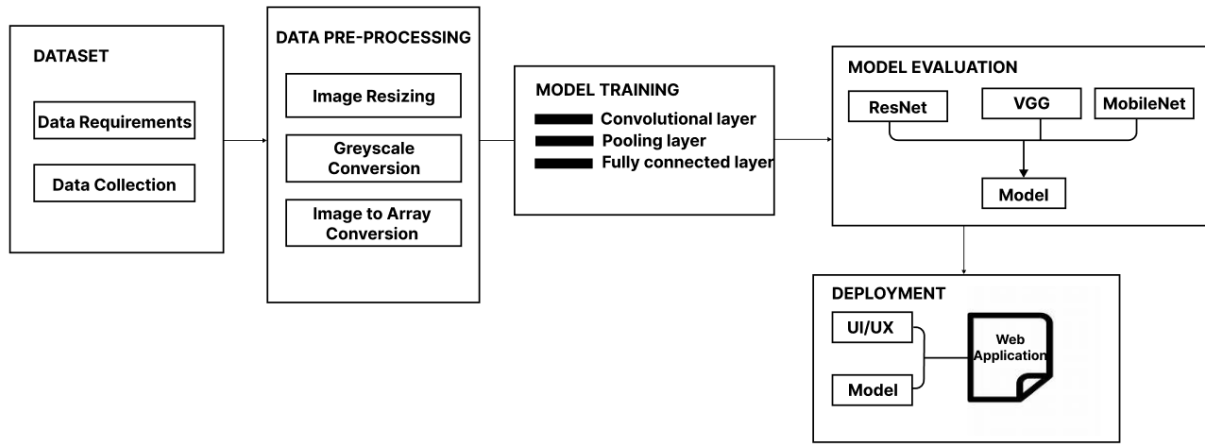 DATASET
Data Requirements
Data Collection
DATA PRE-PROCESSING
Image Resizing
Greyscale
Conversion
Image to Array
Conversion
MODEL TRAINING
Convolutional layer
Pooling layer
Fully connected layer
MODEL EVALUATION
ResNet
VGG
MobileNet
Model
DEPLOYMENT
UI/UX
Model
Web
Application